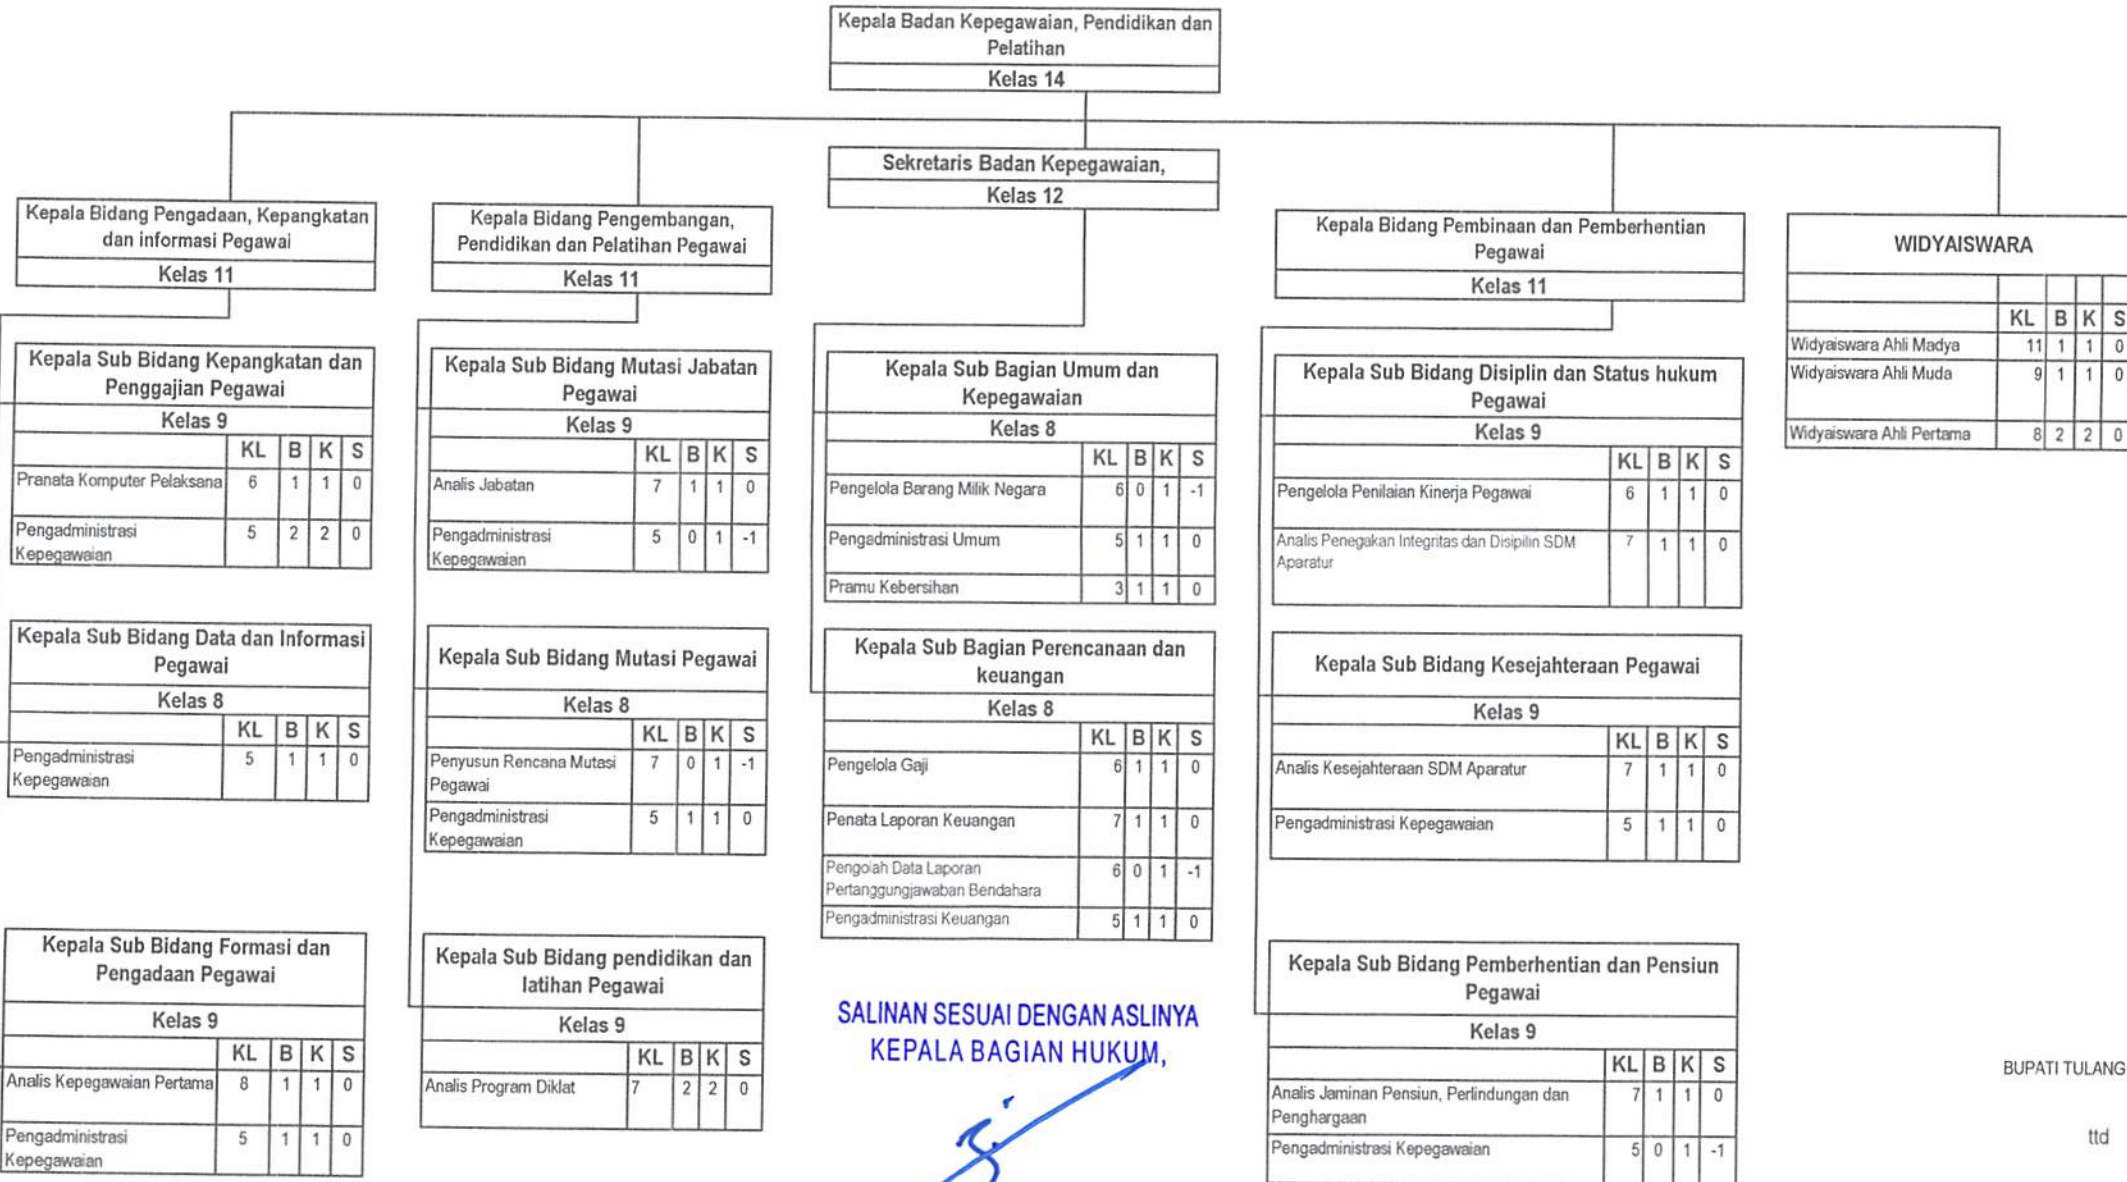 Kepala Badan Kepegawaian, Pendidikan dan
Pelatihan
Kelas 14
Sekretaris Badan Kepegawaian,
Kelas 12
Kepala Bidang Pengadaan, Kepangkatan
dan informasi Pegawai
Kelas 11
Kepala Sub Bidang Kepangkatan dan
Penggajian Pegawai
Kelas 9
KL B K S
Pranata Komputer Pelaksana 6 1 1 0
Pengadministrasi 5 2 2 0
Kepegawaian
Kepala Sub Bidang Data dan Informasi
Pegawai
Kelas 8
KL B K S
Pengadministrasi 5 1 1 0
Kepegawaian
Kepala Sub Bidang Formasi dan
Pengadaan Pegawai
Kelas 9
KL B K S
Analis Kepegawaian Pertama 8 1 1 0
Pengadministrasi 5 1 1 0
Kepegawaian
Kepala Bidang Pengembangan,
Pendidikan dan Pelatihan Pegawai
Kelas 11
Kepala Sub Bidang Mutasi Jabatan
Pegawai
Kelas 9
KL B K S
Analis Jabatan 7 1 1 0
Pengadministrasi 5 0 1 -1
Kepegawaian
Kepala Sub Bidang Mutasi Pegawai
Kelas 8
KL B K S
Penyusun Rencana Mutasi 7 0 1 -1
Pegawai
Pengadministrasi 5 1 1 0
Kepegawaian
Kepala Sub Bidang pendidikan dan
latihan Pegawai
Kelas 9
KL B K S
Analis Program Diklat 7 2 2 0
Kepala Sub Bagian Umum dan
Kepegawaian
Kelas 8
KL B K S
Pengelola Barang Milik Negara 6 0 1 -1
Pengadministrasi Umum 5 1 1 0
Pramu Kebersihan 3 1 1 0
Kepala Sub Bagian Perencanaan dan
keuangan
Kelas 8
KL B K S
Pengelola Gaji 6 1 1 0
Penata Laporan Keuangan 7 1 1 0
Pengolah Data Laporan 6 0 1 -1
Pertanggungjawaban Bendahara
Pengadministrasi Keuangan 5 1 1 0
SALINAN SESUAI DENGAN ASLINYA
KEPALA BAGIAN HUKUM,
Kepala Bidang Pembinaan dan Pemberhentian
Pegawai
Kelas 11
Kepala Sub Bidang Disiplin dan Status hukum
Pegawai
Kelas 9
KL B K S
Pengelola Penilaian Kinerja Pegawai 6 1 1 0
Analis Penegakan Integritas dan Disipilin SDM 7 1 1 0
Aparatur
Kepala Sub Bidang Kesejahteraan Pegawai
Kelas 9
KL B K S
Analis Kesejahteraan SDM Aparatur 7 1 1 0
Pengadministrasi Kepegawaian 5 1 1 0
Kepala Sub Bidang Pemberhentian dan Pensiun
Pegawai
Kelas 9
KL B K S
Analis Jaminan Pensiun, Perlindungan dan 7 1 1 0
Penghargaan
Pengadministrasi Kepegawaian 5 0 1 -1
WIDYAISWARA
KL B K S
Widyaiswara Ahli Madya 11 1 1 0
Widyaiswara Ahli Muda 9 1 1 0
Widyaiswara Ahli Pertama 8 2 2 0
BUPATI TULANG
ttd